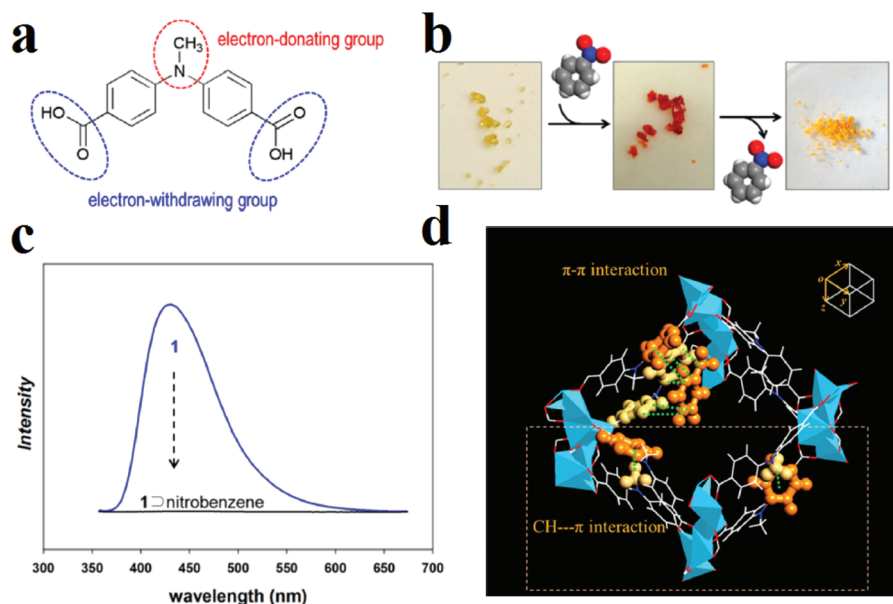 a
CH₃
N
electron-donating group
HO
O
O
OH
electron-withdrawing group
b
c
Intensity
1
1⊃nitrobenzene
300 350 400 450 500 550 600 650 700
wavelength (nm)
d
π-π interaction
x
o
y
z
CH---π interaction